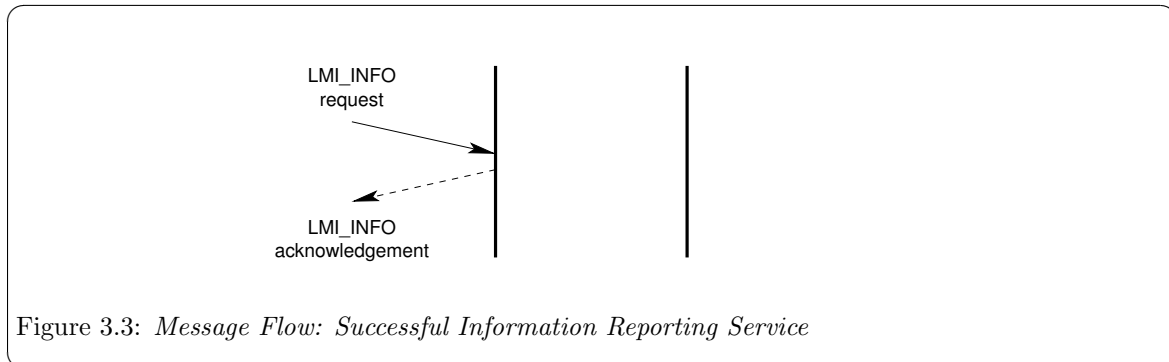 LMI_INFO
request
LMI_INFO
acknowledgement
Figure 3.3: Message Flow: Successful Information Reporting Service